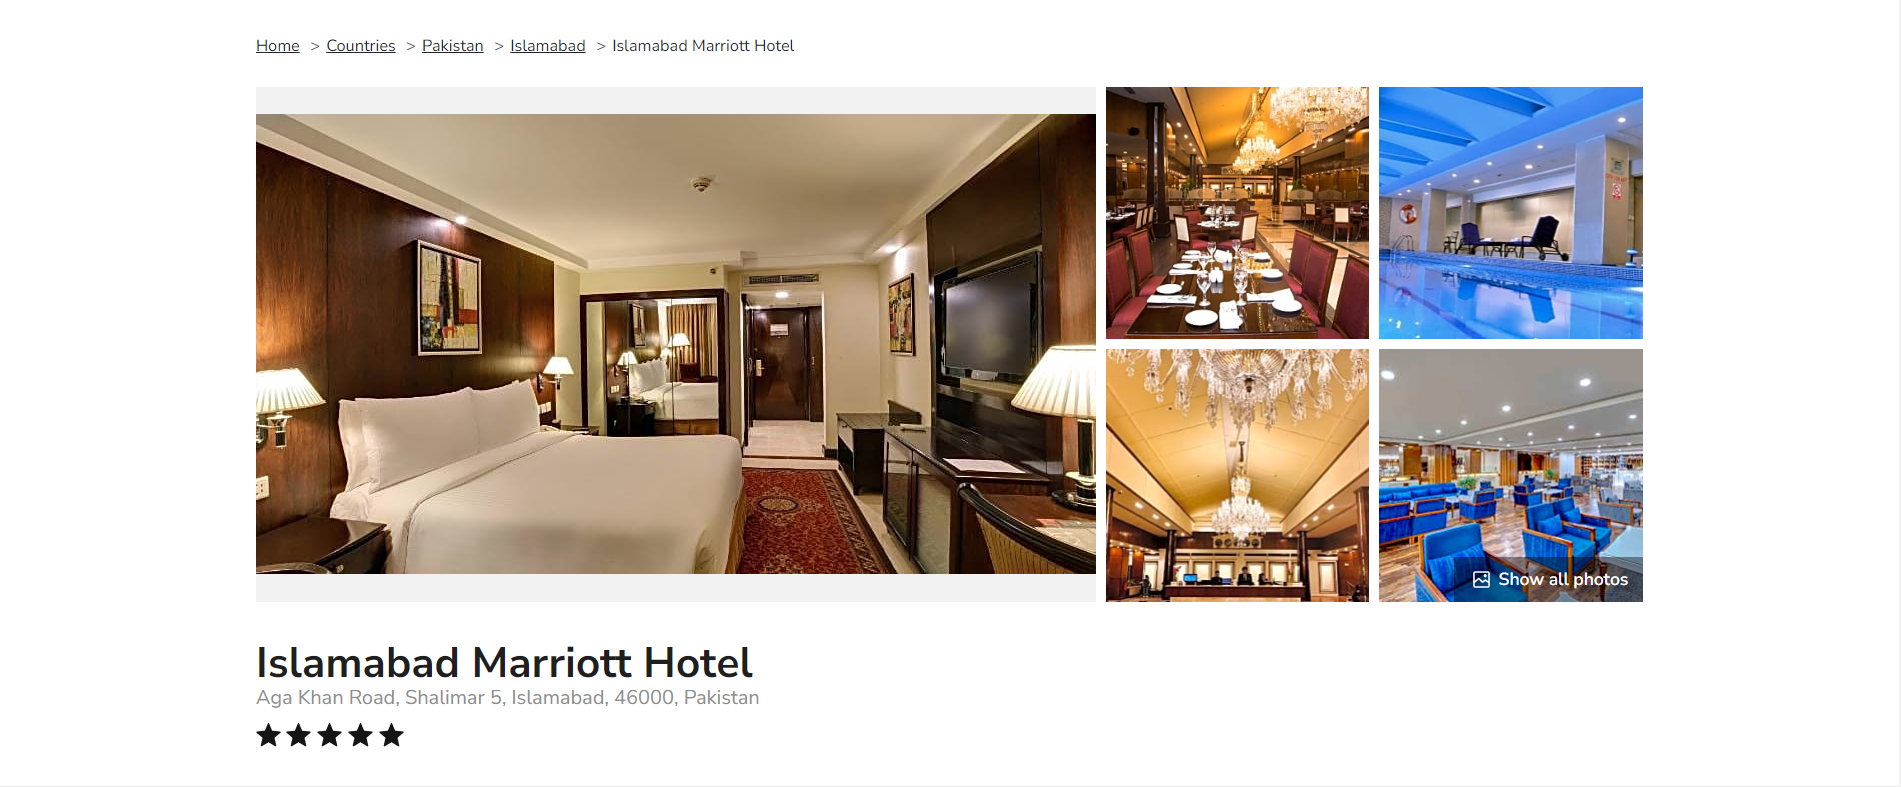 Home > Countries > Pakistan > Islamabad > Islamabad Marriott Hotel
Show all photos
Islamabad Marriott Hotel
Aga Khan Road, Shalimar 5, Islamabad, 46000, Pakistan